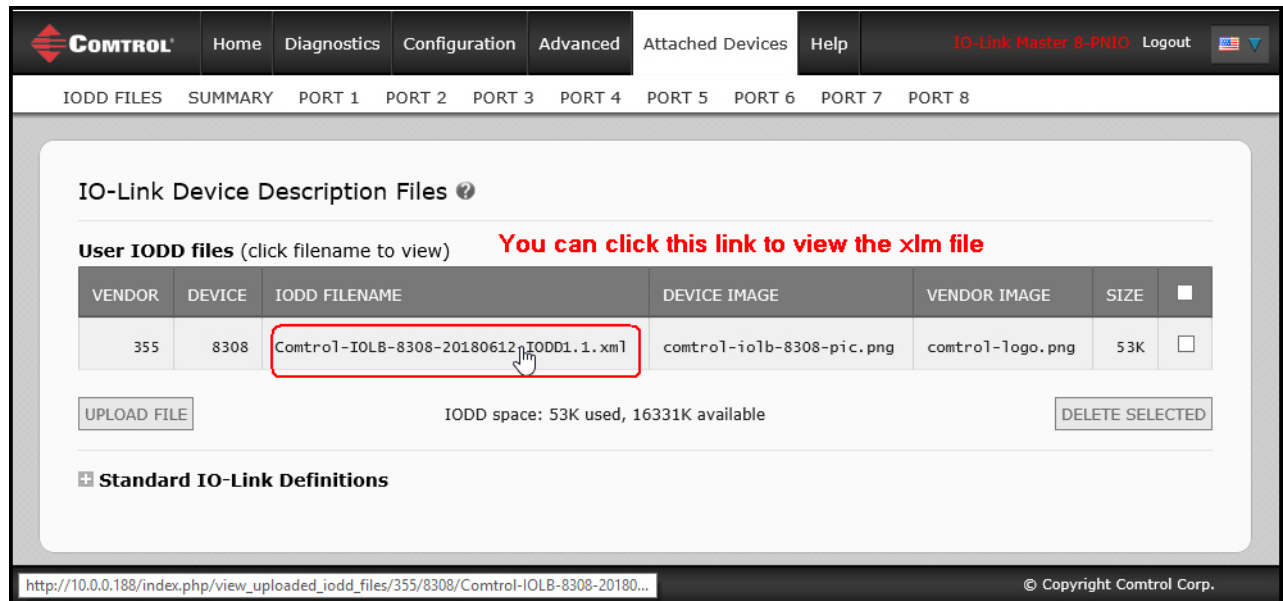 COMTROL Home Diagnostics Configuration Advanced Attached Devices Help IO-Link Master 8-PNIO Logout
IODD FILES SUMMARY PORT 1 PORT 2 PORT 3 PORT 4 PORT 5 PORT 6 PORT 7 PORT 8
IO-Link Device Description Files ?
User IODD files (click filename to view) You can click this link to view the xlm file
VENDOR DEVICE IODD FILENAME DEVICE IMAGE VENDOR IMAGE SIZE
355 8308 Comtrol-IOLB-8308-20180612-IODD1.1.xml comtrol-iolb-8308-pic.png comtrol-logo.png 53K
UPLOAD FILE IODD space: 53K used, 16331K available DELETE SELECTED
Standard IO-Link Definitions
http://10.0.0.188/index.php/view_uploaded_iodd_files/355/8308/Comtrol-IOLB-8308-20180... © Copyright Comtrol Corp.